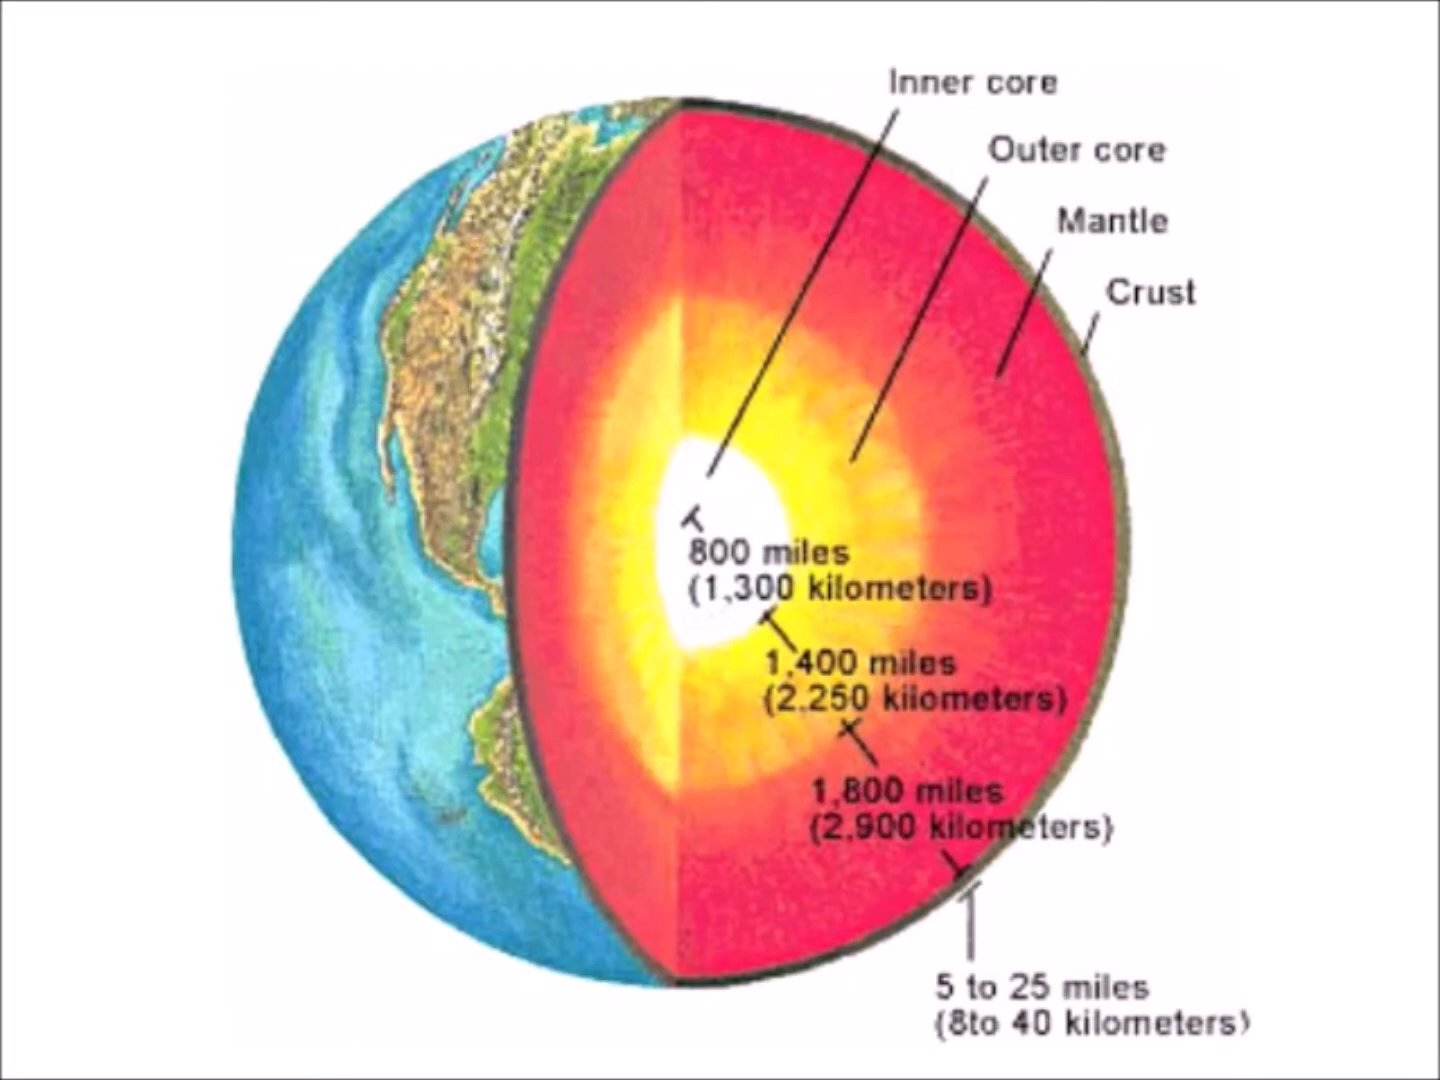 Inner core
Outer core
Mantle
Crust
800 miles
(1,300 kilometers)
1,400 miles
(2,250 kilometers)
1,800 miles
(2,900 kilometers)
5 to 25 miles
(8to 40 kilometers)